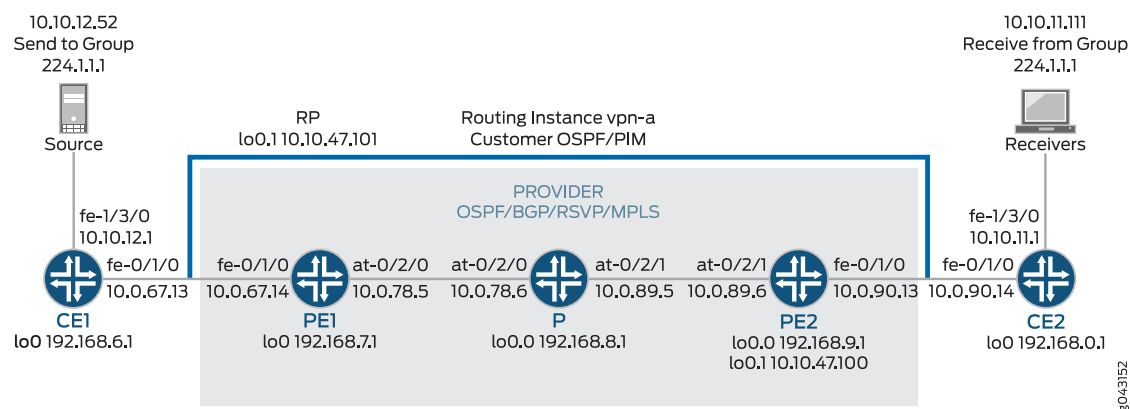 10.10.12.52
Send to Group
224.1.1.1
Source
10.10.11.111
Receive from Group
224.1.1.1
Receivers
RP
lo0.1 10.10.47.101
Routing Instance vpn-a
Customer OSPF/PIM
PROVIDER
OSPF/BGP/RSVP/MPLS
fe-1/3/0
10.10.12.1
fe-0/1/0
10.0.67.13
CE1
lo0 192.168.6.1
fe-0/1/0
10.0.67.14
PE1
lo0 192.168.7.1
at-0/2/0
10.0.78.5
at-0/2/0
10.0.78.6
P
lo0.0 192.168.8.1
at-0/2/1
10.0.89.5
at-0/2/1
10.0.89.6
PE2
lo0.0 192.168.9.1
lo0.1 10.10.47.100
fe-0/1/0
10.0.90.13
fe-1/3/0
10.10.11.1
fe-0/1/0
10.0.90.14
CE2
lo0 192.168.0.1
g043152